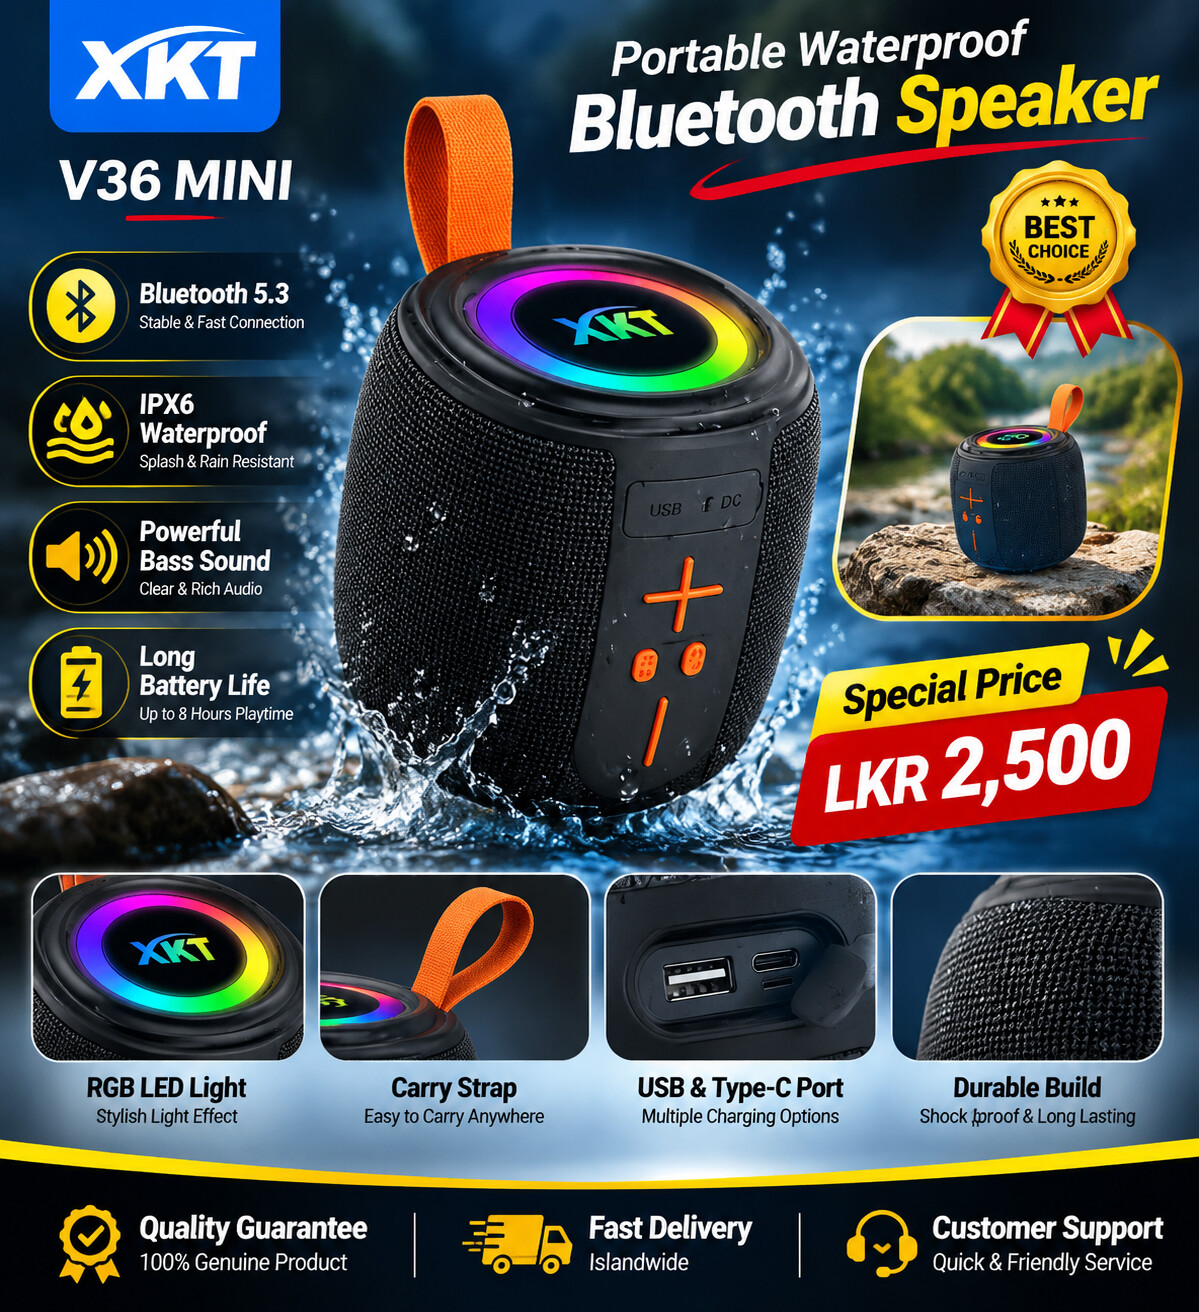 XKT
V36 MINI
Portable Waterproof
Bluetooth Speaker
BEST
CHOICE
Bluetooth 5.3
Stable & Fast Connection
IPX6
Waterproof
Splash & Rain Resistant
Powerful
Bass Sound
Clear & Rich Audio
Long
Battery Life
Up to 8 Hours Playtime
XKT
USB
DC
Special Price
LKR 2,500
XKT
RGB LED Light
Stylish Light Effect
Carry Strap
Easy to Carry Anywhere
USB & Type-C Port
Multiple Charging Options
Durable Build
Shock proof & Long Lasting
Quality Guarantee
100% Genuine Product
Fast Delivery
Islandwide
Customer Support
Quick & Friendly Service